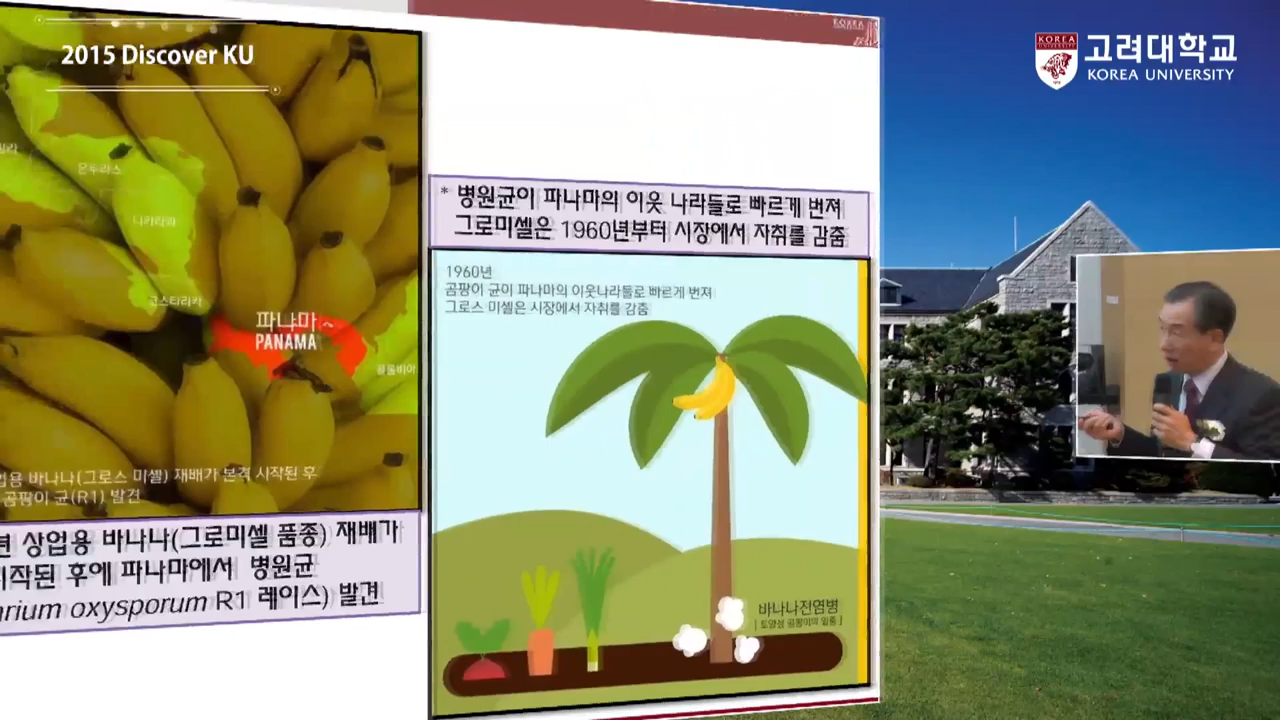 2015 Discover KU
KOREA
고려대학교
KOREA UNIVERSITY
KOREA
온두라스
니카라과
코스타리카
파나마
PANAMA
콜롬비아
바나나(그로스 미셸) 재배가 본격 시작된 후
곰팡이 균(R1) 발견
상업용 바나나(그로미셸 품종) 재배가
시작된 후에 파나마에서 병원균
oxysporum R1 레이스) 발견
* 병원균이 파나마의 이웃 나라들로 빠르게 번져
그로미셸은 1960년부터 시장에서 자취를 감춤
1960년
곰팡이 균이 파나마의 이웃나라들로 빠르게 번져
그로스 미셸은 시장에서 자취를 감춤
바나나전염병
[ 토양성 곰팡이의 일종 ]